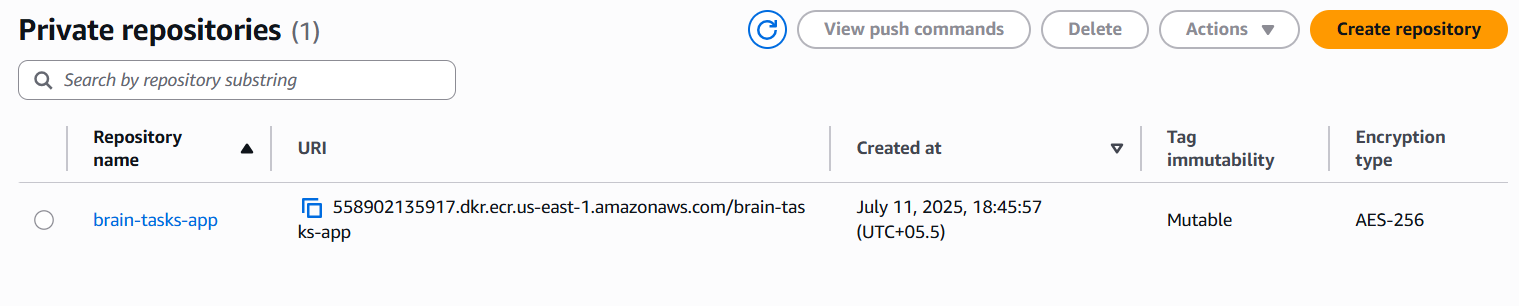 Private repositories (1)
View push commands
Delete
Actions
Create repository
Search by repository substring
Repository
name
URI
Created at
Tag
immutability
Encryption
type
brain-tasks-app
558902135917.dkr.ecr.us-east-1.amazonaws.com/brain-tas
ks-app
July 11, 2025, 18:45:57
(UTC+05.5)
Mutable
AES-256